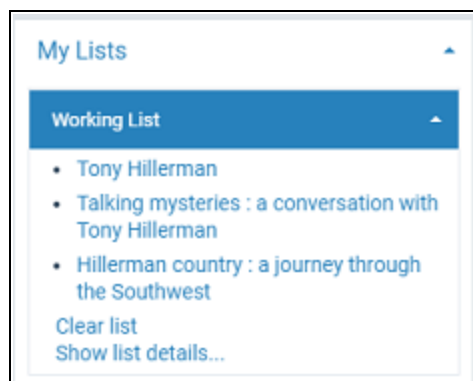 My Lists
Working List
Tony Hillerman
Talking mysteries : a conversation with
Tony Hillerman
Hillerman country : a journey through
the Southwest
Clear list
Show list details...